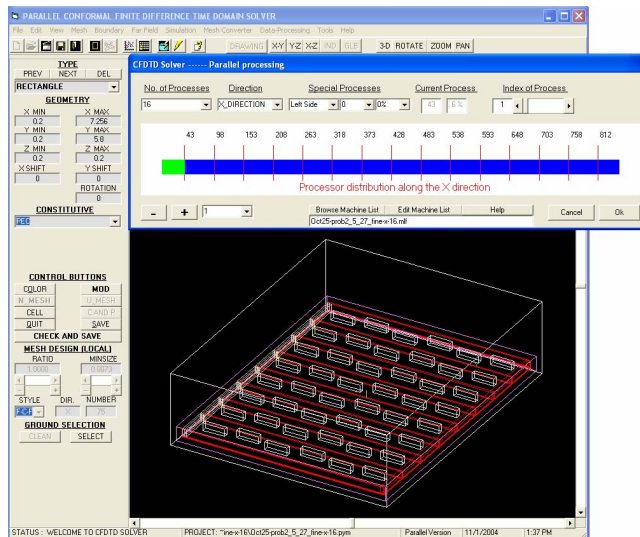 PARALLEL CONFORMAL FINITE DIFFERENCE TIME DOMAIN SOLVER
File Edit View Mesh Boundary Far Field Simulation Mesh Converter Data-Processing Tools Help
DRAWING X-Y Y-Z X-Z IND GLB 3-D ROTATE ZOOM PAN
TYPE
PREV NEXT DEL
RECTANGLE
GEOMETRY
X MIN X MAX
0.2 7.256
Y MIN Y MAX
0.2 5.8
Z MIN Z MAX
0.2 0.2
X SHIFT Y SHIFT
0 0
ROTATION
0
CONSTITUTIVE
PEC
CONTROL BUTTONS
COLOR MOD
N_MESH U_MESH
CELL C AND P
QUIT SAVE
CHECK AND SAVE
MESH DESIGN (LOCAL)
RATIO MINSIZE
1.0000 0.0073
STYLE DIR. NUMBER
F-C-F X 75
GROUND SELECTION
CLEAN SELECT
CFDTD Solver ------ Parallel processing
No. of Processes Direction Special Processes Current Process Index of Process
16 X_DIRECTION Left Side 0 0% 43 6 % 1
43 98 153 208 263 318 373 428 483 538 593 648 703 758 812
Processor distribution along the X direction
- + 1 Browse Machine List Edit Machine List Help Cancel Ok
Oct25-prob2_5_27_fine-x-16.mlf
STATUS : WELCOME TO CFDTD SOLVER PROJECT: ~ine-x-16\Oct25-prob2_5_27_fine-x-16.pym Parallel Version 11/1/2004 1:37 PM